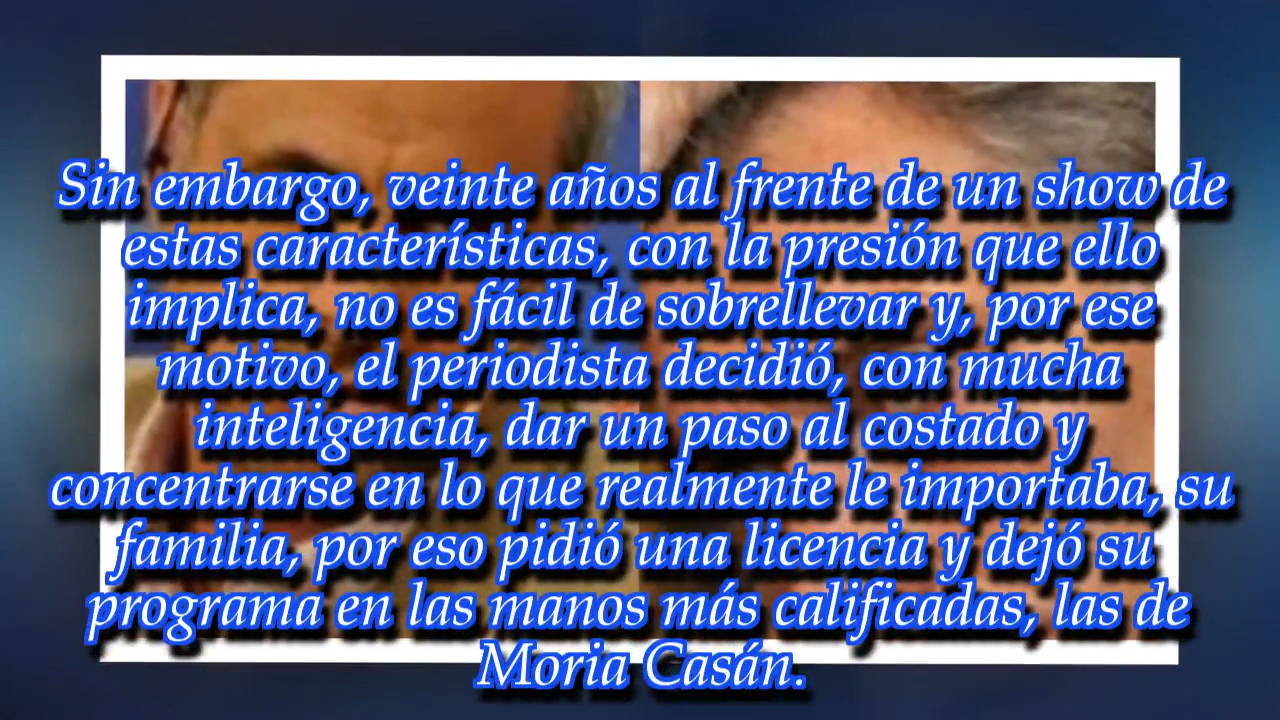 Sin embargo, veinte años al frente de un show de
estas características, con la presión que ello
implica, no es fácil de sobrellevar y, por ese
motivo, el periodista decidió, con mucha
inteligencia, dar un paso al costado y
concentrarse en lo que realmente le importaba, su
familia, por eso pidió una licencia y dejó su
programa en las manos más calificadas, las de
Moria Casán.